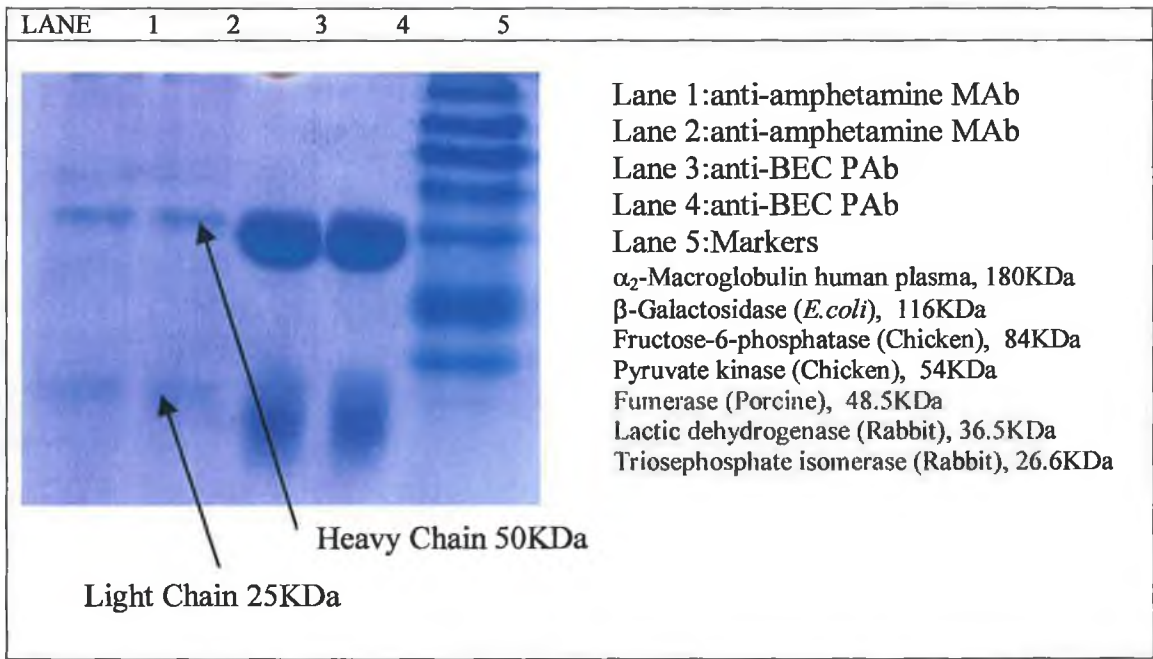 LANE 1 2 3 4 5
Lane 1:anti-amphetamine MAb
Lane 2:anti-amphetamine MAb
Lane 3:anti-BEC PAb
Lane 4:anti-BEC PAb
Lane 5:Markers
α₂-Macroglobulin human plasma, 180KDa
β-Galactosidase (E.coli), 116KDa
Fructose-6-phosphatase (Chicken), 84KDa
Pyruvate kinase (Chicken), 54KDa
Fumerase (Porcine), 48.5KDa
Lactic dehydrogenase (Rabbit), 36.5KDa
Triosephosphate isomerase (Rabbit), 26.6KDa
Heavy Chain 50KDa
Light Chain 25KDa